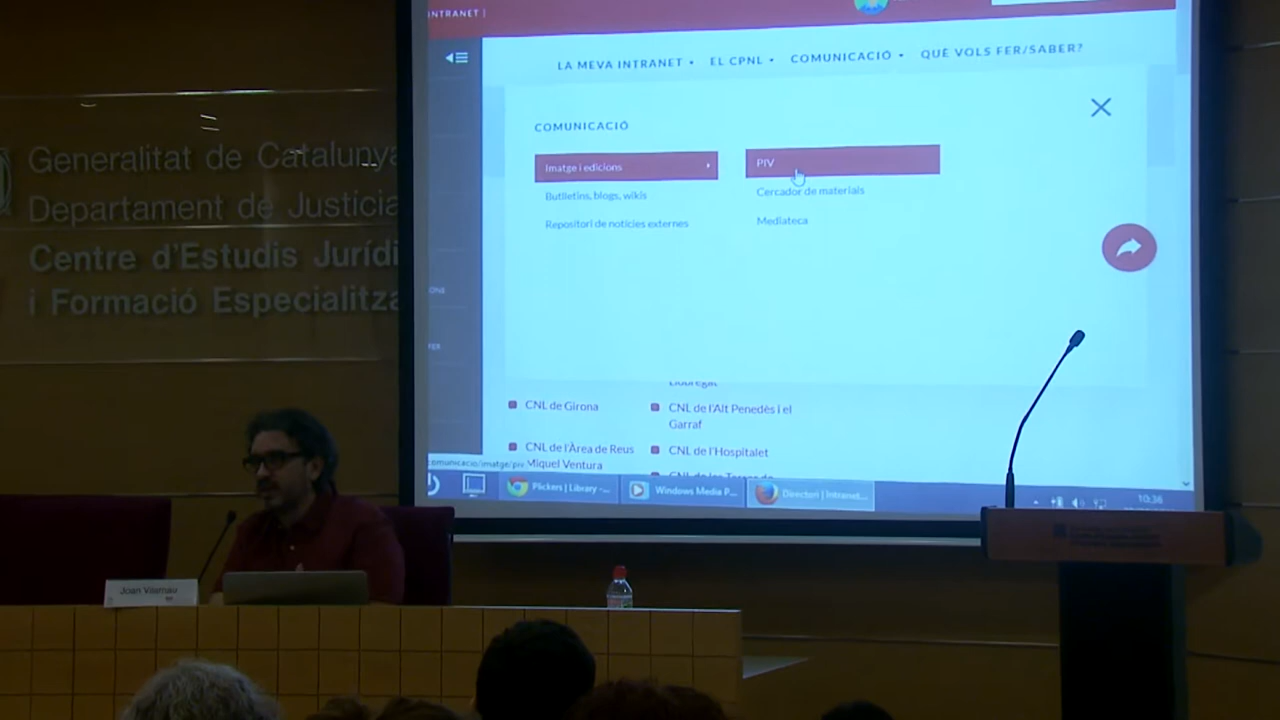 INTRANET |
LA MEVA INTRANET
EL CPNL
COMUNICACIÓ
QUÈ VOLS FER/SABER?
COMUNICACIÓ
Imatge i edicions
PIV
Butlletins, blogs, wikis
Cercador de materials
Repositori de notícies externes
Mediateca
CNL de Girona
CNL de l'Alt Penedès i el
Garraf
CNL de l'Àrea de Reus
Miquel Ventura
CNL de l'Hospitalet
Plickers | Library -...
Windows Media P...
Directori | Intranet...
10:36
Generalitat de Catalunya
Departament de Justícia
Centre d'Estudis Jurídi
i Formació Especialitza
Joan Vilarnau